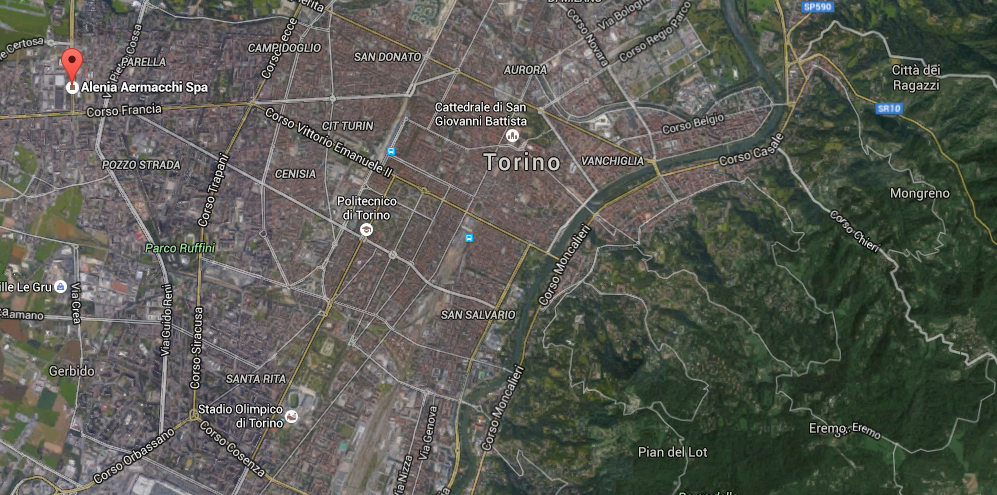 SP590
Via Bologna
Corso Novara
Corso Regio Parco
Certosa
CAMPIDOGLIO
SAN DONATO
PARELLA
AURORA
Città dei
Ragazzi
Alenia Aermacchi Spa
Corso Francia
Cattedrale di San
Giovanni Battista
SR10
CIT TURIN
Corso Belgio
Corso Vittorio Emanuele II
Torino
VANCHIGLIA
Corso Casale
POZZO STRADA
CENISIA
Corso Trapani
Mongreno
Politecnico
di Torino
Corso Chieri
Parco Ruffini
Corso Moncalieri
Via Crea
Via Guido Reni
SAN SALVARIO
Corso Siracusa
Gerbido
SANTA RITA
Stadio Olimpico
di Torino
Corso Moncalieri
Via Genova
Via Nizza
Corso Orbassano
Corso Cosenza
Eremo, Eremo
Pian del Lot